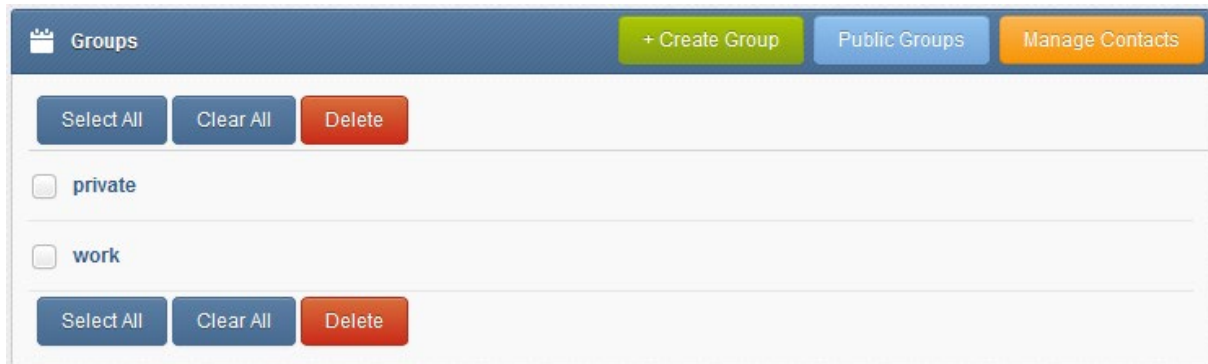 Groups + Create Group Public Groups Manage Contacts
Select All Clear All Delete
private
work
Select All Clear All Delete